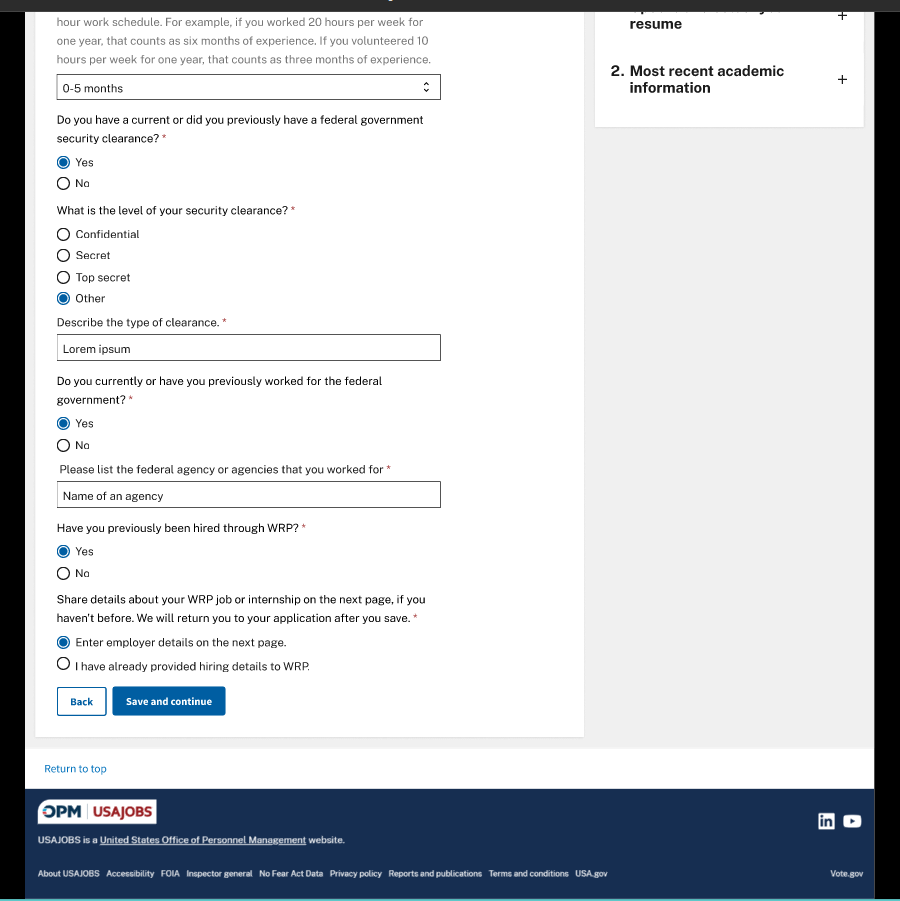 hour work schedule. For example, if you worked 20 hours per week for
one year, that counts as six months of experience. If you volunteered 10
hours per week for one year, that counts as three months of experience.
0-5 months
Do you have a current or did you previously have a federal government
security clearance? *
Yes
No
What is the level of your security clearance? *
Confidential
Secret
Top secret
Other
Describe the type of clearance. *
Lorem ipsum
Do you currently or have you previously worked for the federal
government? *
Yes
No
Please list the federal agency or agencies that you worked for *
Name of an agency
Have you previously been hired through WRP? *
Yes
No
Share details about your WRP job or internship on the next page, if you
haven't before. We will return you to your application after you save. *
Enter employer details on the next page.
I have already provided hiring details to WRP.
Back
Save and continue
resume
2. Most recent academic
information
Return to top
OPM USAJOBS
USAJOBS is a United States Office of Personnel Management website.
About USAJOBS Accessibility FOIA Inspector general No Fear Act Data Privacy policy Reports and publications Terms and conditions USA.gov
Vote.gov